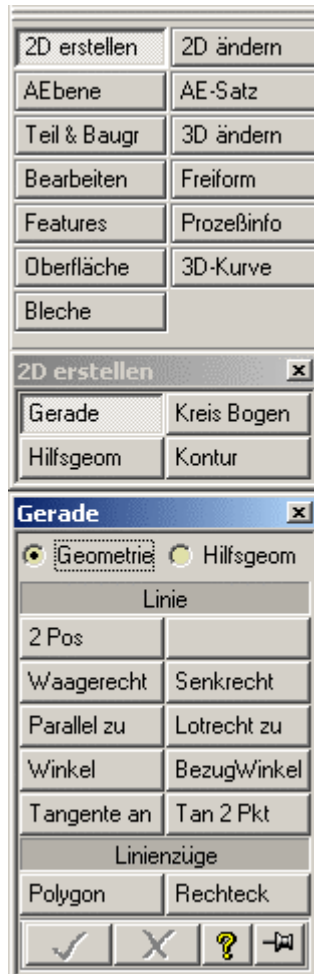 2D erstellen 2D ändern
AEbene AE-Satz
Teil & Baugr 3D ändern
Bearbeiten Freiform
Features Prozeßinfo
Oberfläche 3D-Kurve
Bleche
2D erstellen
Gerade Kreis Bogen
Hilfsgeom Kontur
Gerade
Geometrie Hilfsgeom
Linie
2 Pos
Waagerecht Senkrecht
Parallel zu Lotrecht zu
Winkel BezugWinkel
Tangente an Tan 2 Pkt
Linienzüge
Polygon Rechteck